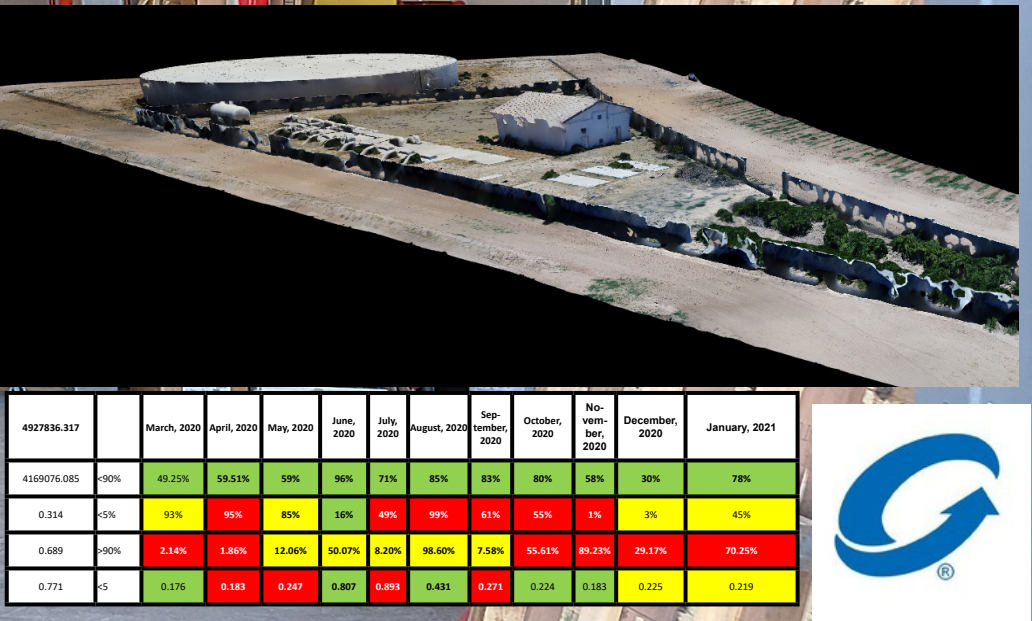 4927836.317 March, 2020 April, 2020 May, 2020 June, 2020 July, 2020 August, 2020 Sep-tember, 2020 October, 2020 No-vem-ber, 2020 December, 2020 January, 2021
4169076.085 <90% 49.25% 59.51% 59% 96% 71% 85% 83% 80% 58% 30% 78%
0.314 <5% 93% 95% 85% 16% 49% 99% 61% 55% 1% 3% 45%
0.689 >90% 2.14% 1.86% 12.06% 50.07% 8.20% 98.60% 7.58% 55.61% 89.23% 29.17% 70.25%
0.771 <5 0.176 0.183 0.247 0.807 0.893 0.431 0.271 0.224 0.183 0.225 0.219
®